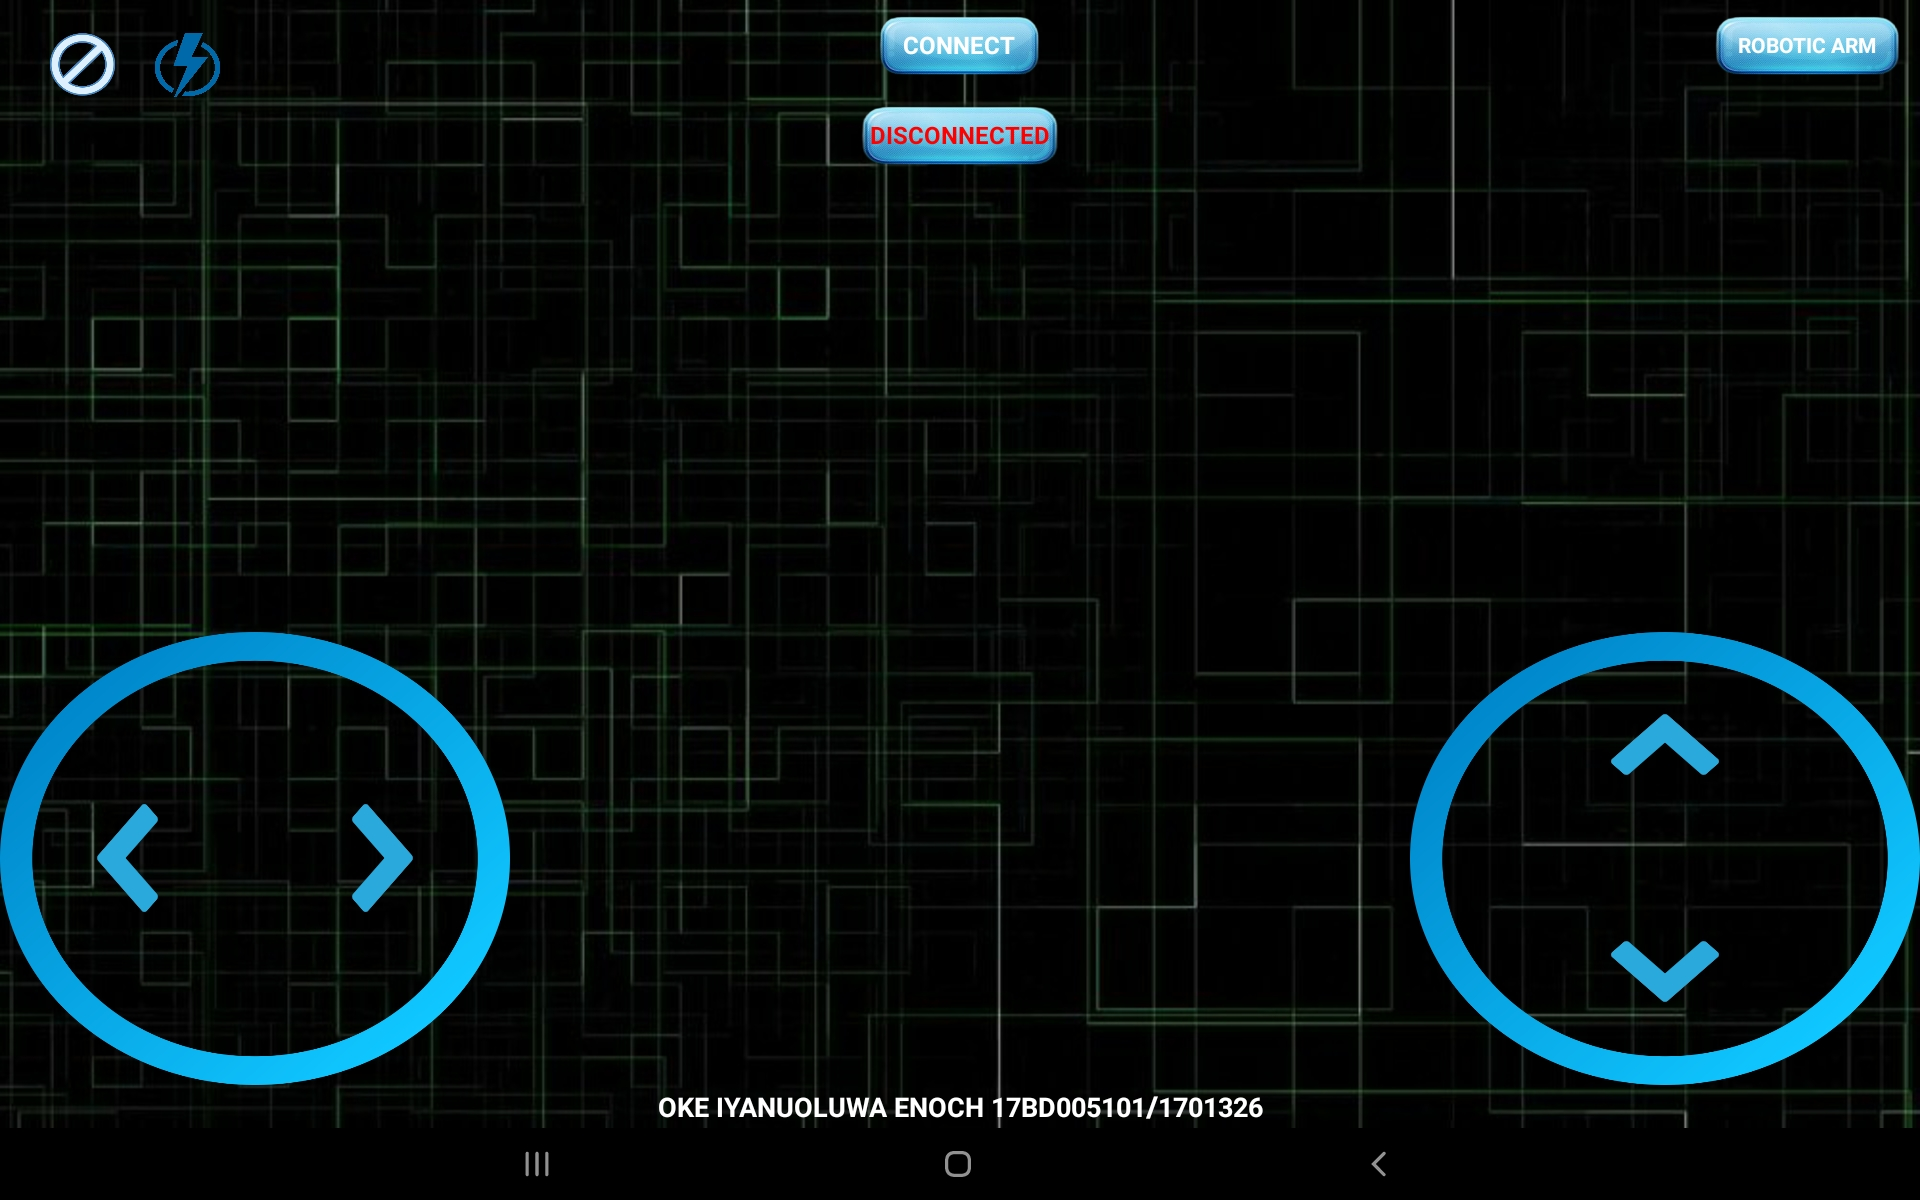 CONNECT
ROBOTIC ARM
DISCONNECTED
OKE IYANUOLUWA ENOCH 17BD005101/1701326